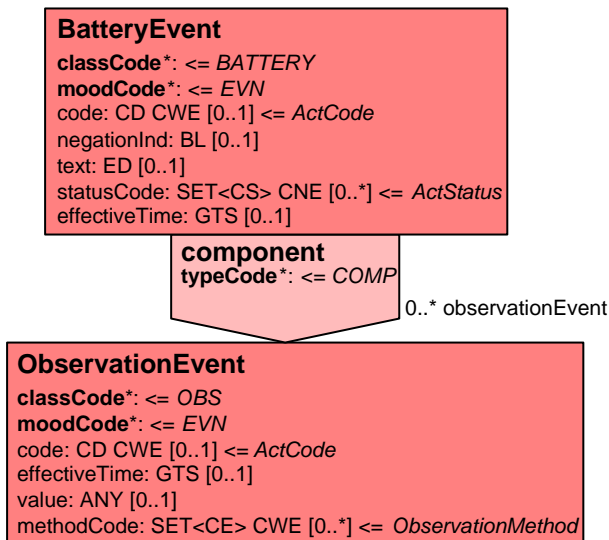 BatteryEvent
classCode*: <= BATTERY
moodCode*: <= EVN
code: CD CWE [0..1] <= ActCode
negationInd: BL [0..1]
text: ED [0..1]
statusCode: SET<CS> CNE [0..*] <= ActStatus
effectiveTime: GTS [0..1]
component
typeCode*: <= COMP
0..* observationEvent
ObservationEvent
classCode*: <= OBS
moodCode*: <= EVN
code: CD CWE [0..1] <= ActCode
effectiveTime: GTS [0..1]
value: ANY [0..1]
methodCode: SET<CE> CWE [0..*] <= ObservationMethod